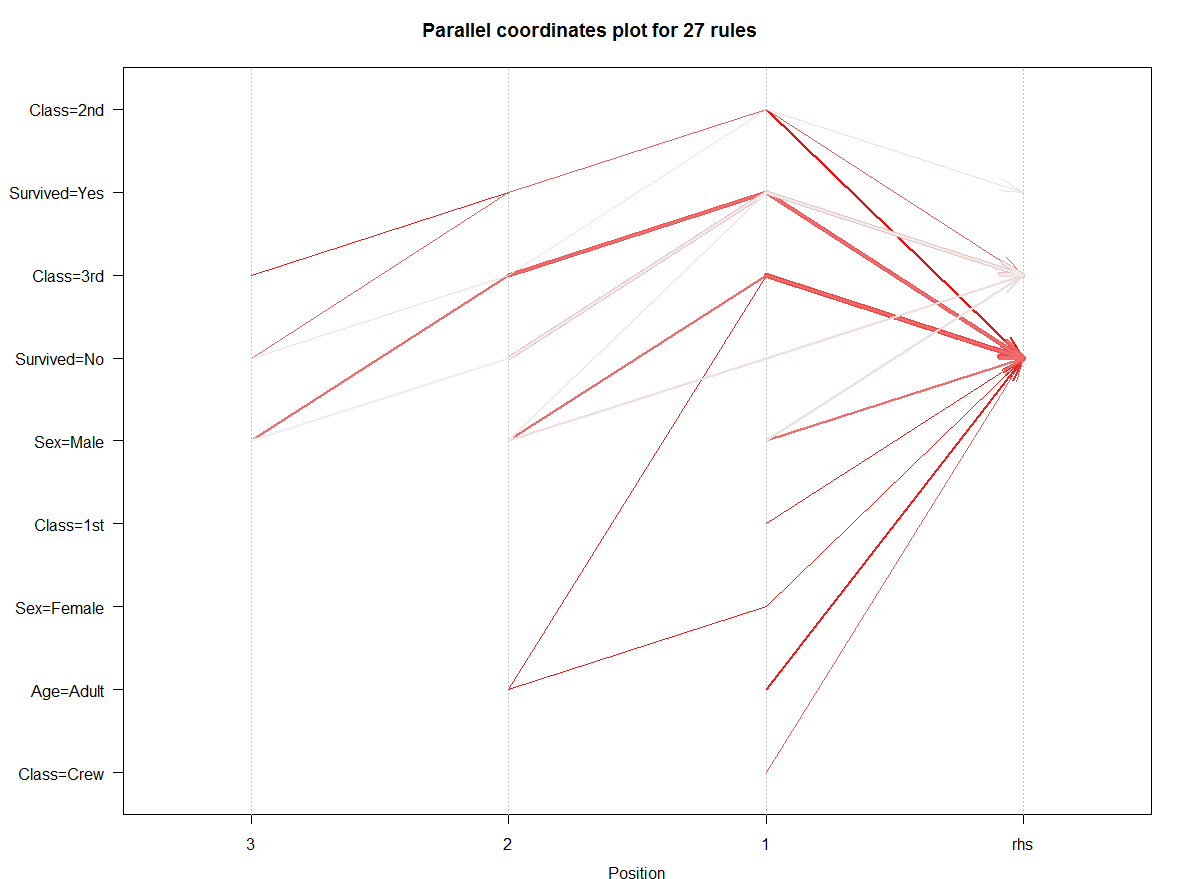 Parallel coordinates plot for 27 rules
Class=2nd
Survived=Yes
Class=3rd
Survived=No
Sex=Male
Class=1st
Sex=Female
Age=Adult
Class=Crew
3 2 1 rhs
Position